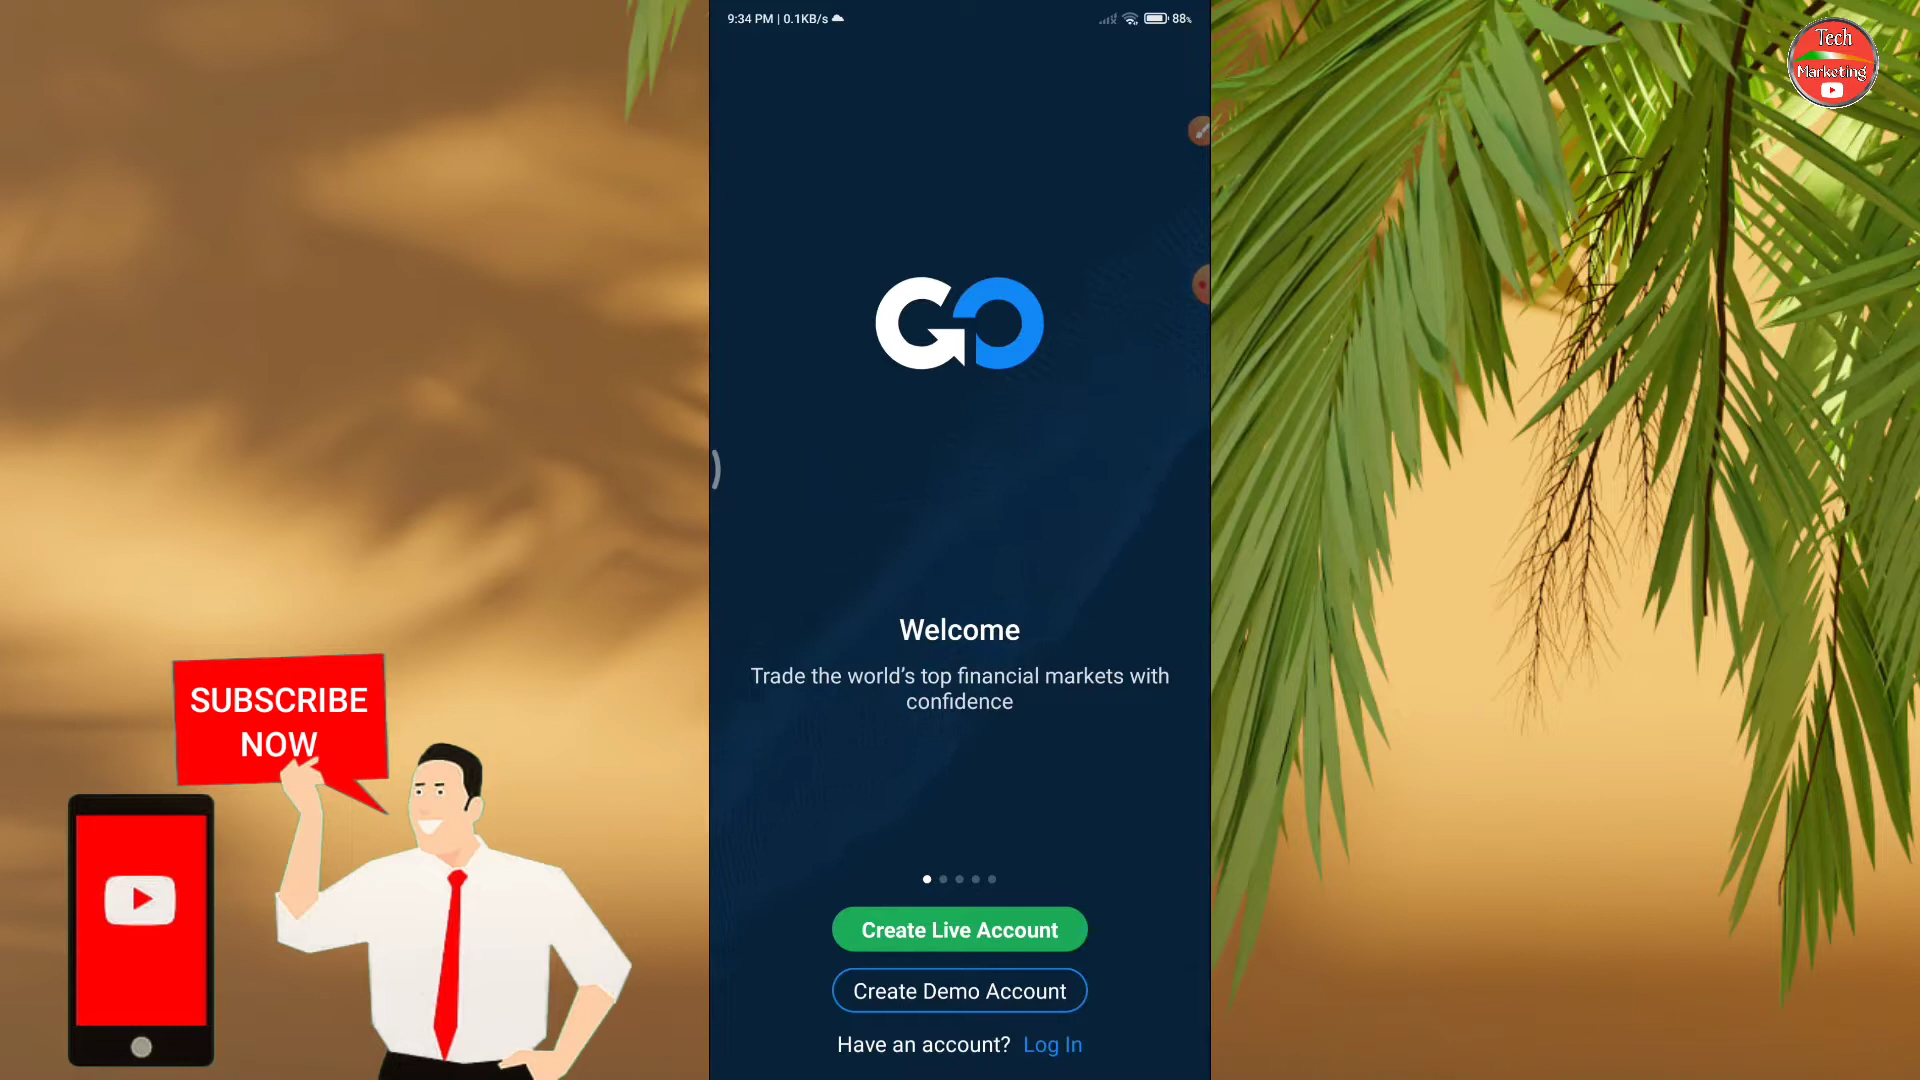 9:34 PM | 0.1KB/s
88%
Tech
Marketing
GO
Welcome
Trade the world’s top financial markets with
confidence
SUBSCRIBE
NOW
Create Live Account
Create Demo Account
Have an account? Log In